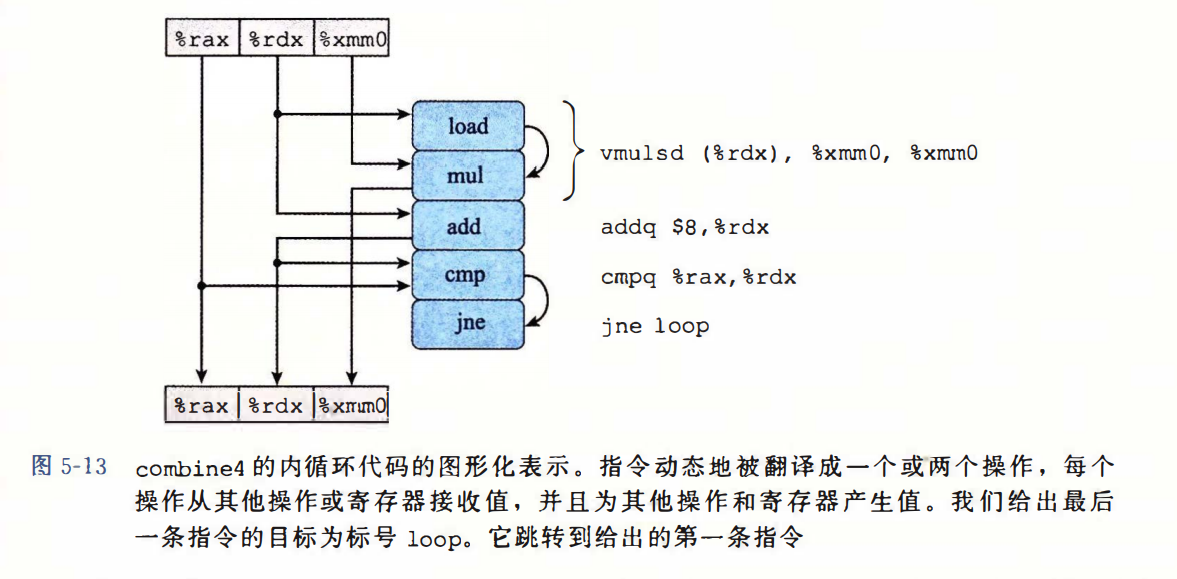 %rax %rdx %xmm0
load
mul
vmulsd (%rdx), %xmm0, %xmm0
add
addq $8,%rdx
cmp
cmpq %rax,%rdx
jne
jne loop
%rax %rdx %xmm0
图 5-13 combine4 的内循环代码的图形化表示。指令动态地被翻译成一个或两个操作，每个
操作从其他操作或寄存器接收值，并且为其他操作和寄存器产生值。我们给出最后
一条指令的目标为标号 loop。它跳转到给出的第一条指令